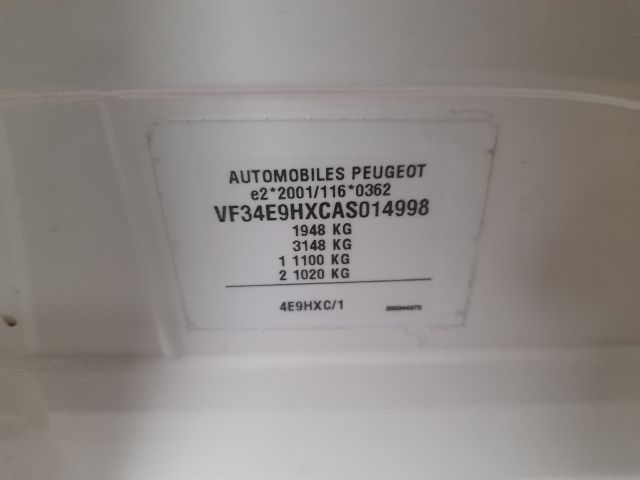 AUTOMOBILES PEUGEOT
e2*2001/116*0362
VF34E9HXCAS014998
1948 KG
3148 KG
1 1100 KG
2 1020 KG
4E9HXC/1